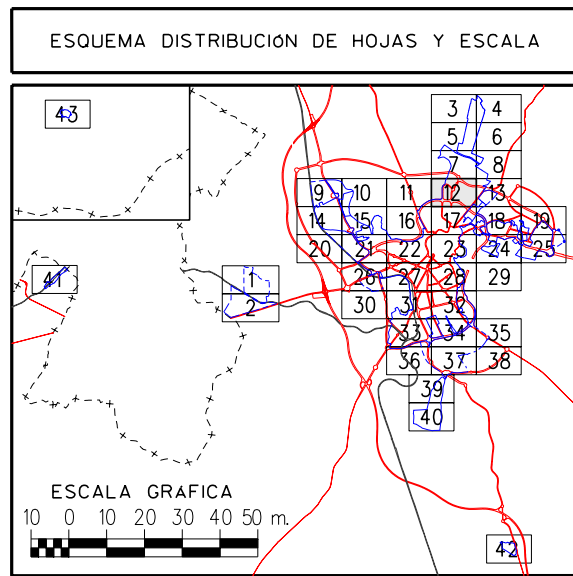 ESQUEMA DISTRIBUCIóN DE HOJAS Y ESCALA
43
3 4
5 6
7 8
9 10 11 12 13
14 15 16 17 18 19
20 21 22 23 24 25
41 1 26 27 28 29
2 30 31 32
33 34 35
36 37 38
39
40
ESCALA GRÁFICA
10 0 10 20 30 40 50 m.
42